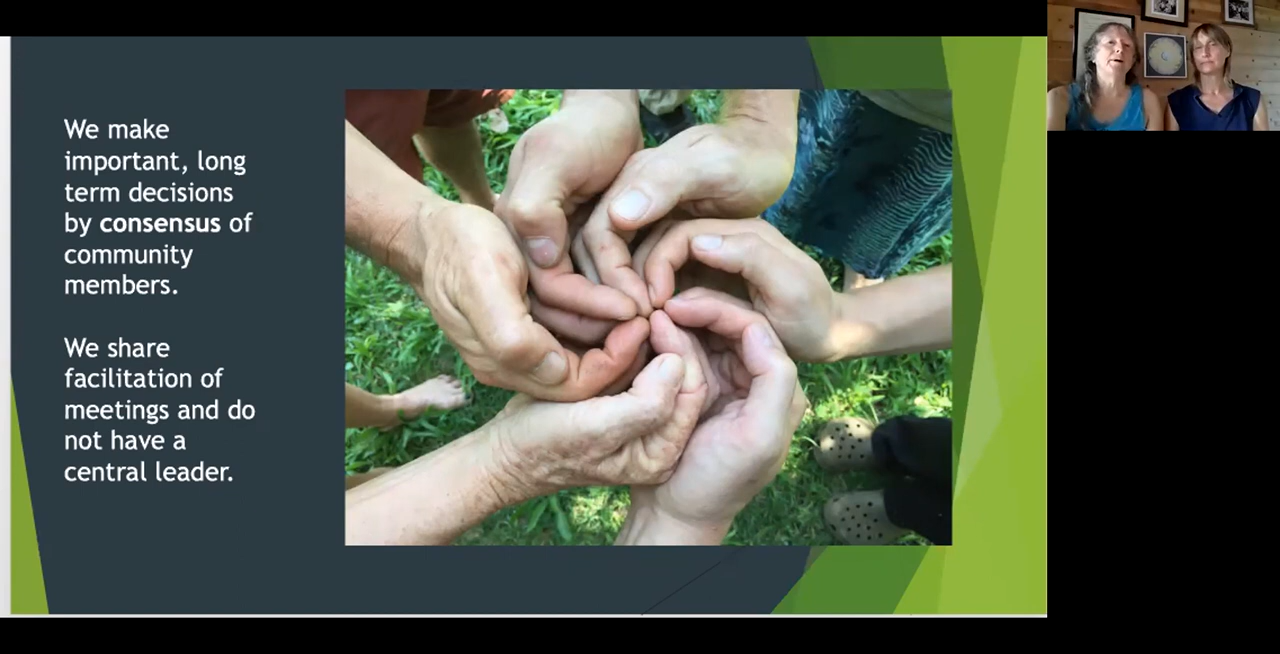 We make
important, long
term decisions
by consensus of
community
members.
We share
facilitation of
meetings and do
not have a
central leader.